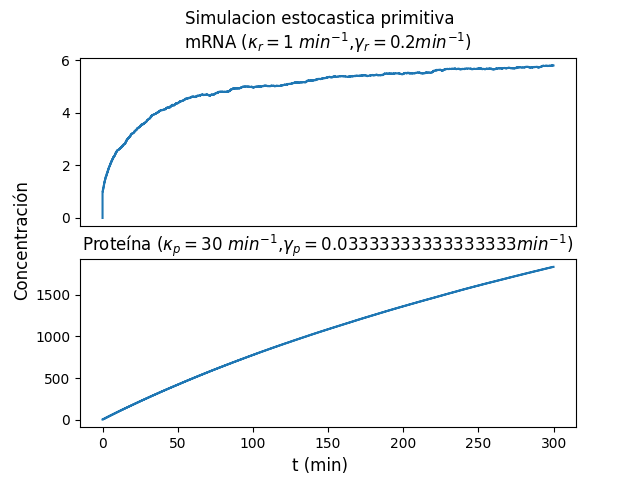 Simulacion estocastica primitiva
mRNA (κᵣ = 1 min⁻¹,γᵣ = 0.2min⁻¹)
6
4
2
0
Concentración
Proteína (κₚ = 30 min⁻¹,γₚ = 0.03333333333333333min⁻¹)
1500
1000
500
0
0 50 100 150 200 250 300
t (min)